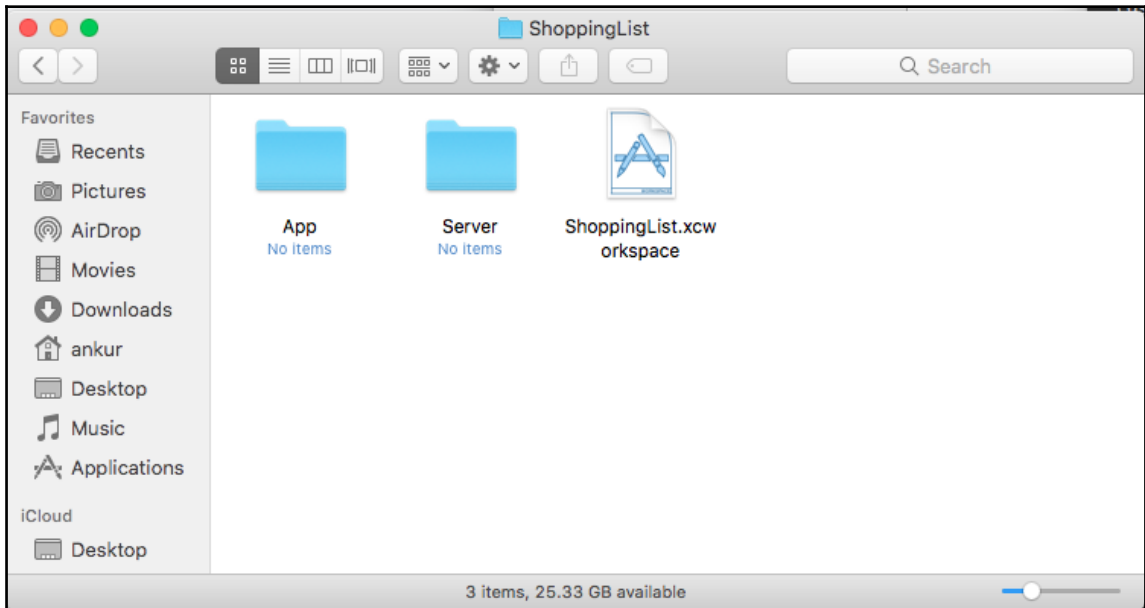 ShoppingList
Search
Favorites
Recents
Pictures
AirDrop
Movies
Downloads
ankur
Desktop
Music
Applications
iCloud
Desktop
App
No items
Server
No items
ShoppingList.xcw
orkspace
WORKSPACE
3 items, 25.33 GB available